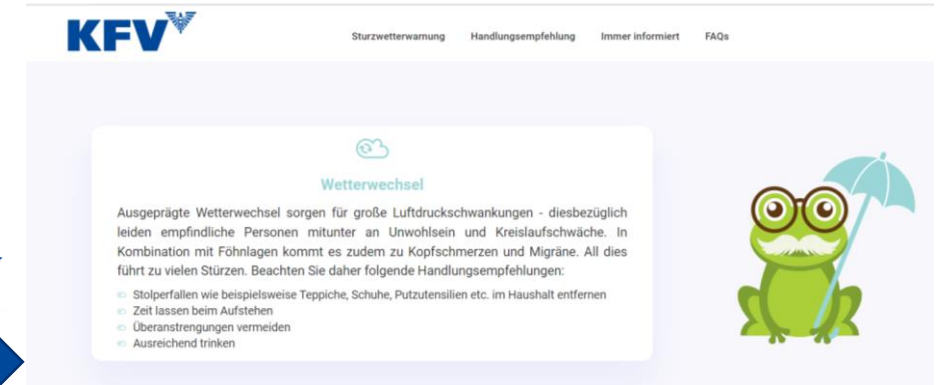 KFV
Sturzwetterwarnung Handlungsempfehlung Immer informiert FAQs
Wetterwechsel
Ausgeprägte Wetterwechsel sorgen für große Luftdruckschwankungen - diesbezüglich
leiden empfindliche Personen mitunter an Unwohlsein und Kreislaufschwäche. In
Kombination mit Föhnlagen kommt es zudem zu Kopfschmerzen und Migräne. All dies
führt zu vielen Stürzen. Beachten Sie daher folgende Handlungsempfehlungen:
Stolperfallen wie beispielsweise Teppiche, Schuhe, Putzutensilien etc. im Haushalt entfernen
Zeit lassen beim Aufstehen
Überanstrengungen vermeiden
Ausreichend trinken